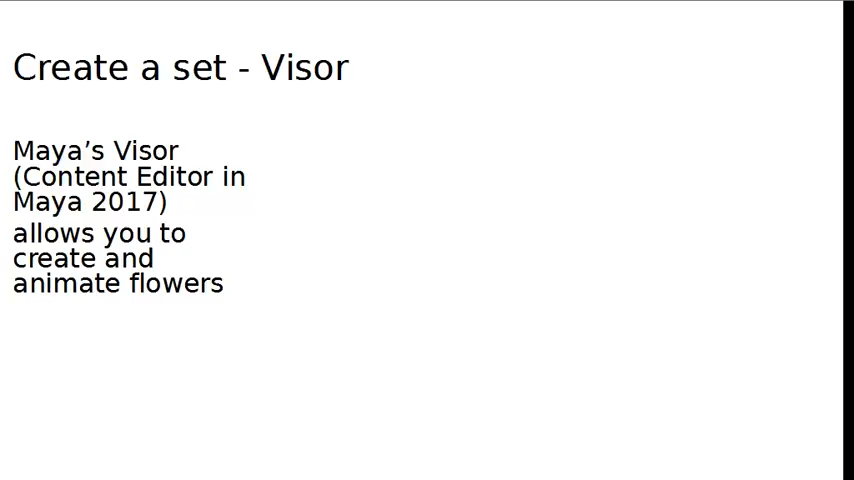 Create a set - Visor
Maya’s Visor
(Content Editor in
Maya 2017)
allows you to
create and
animate flowers